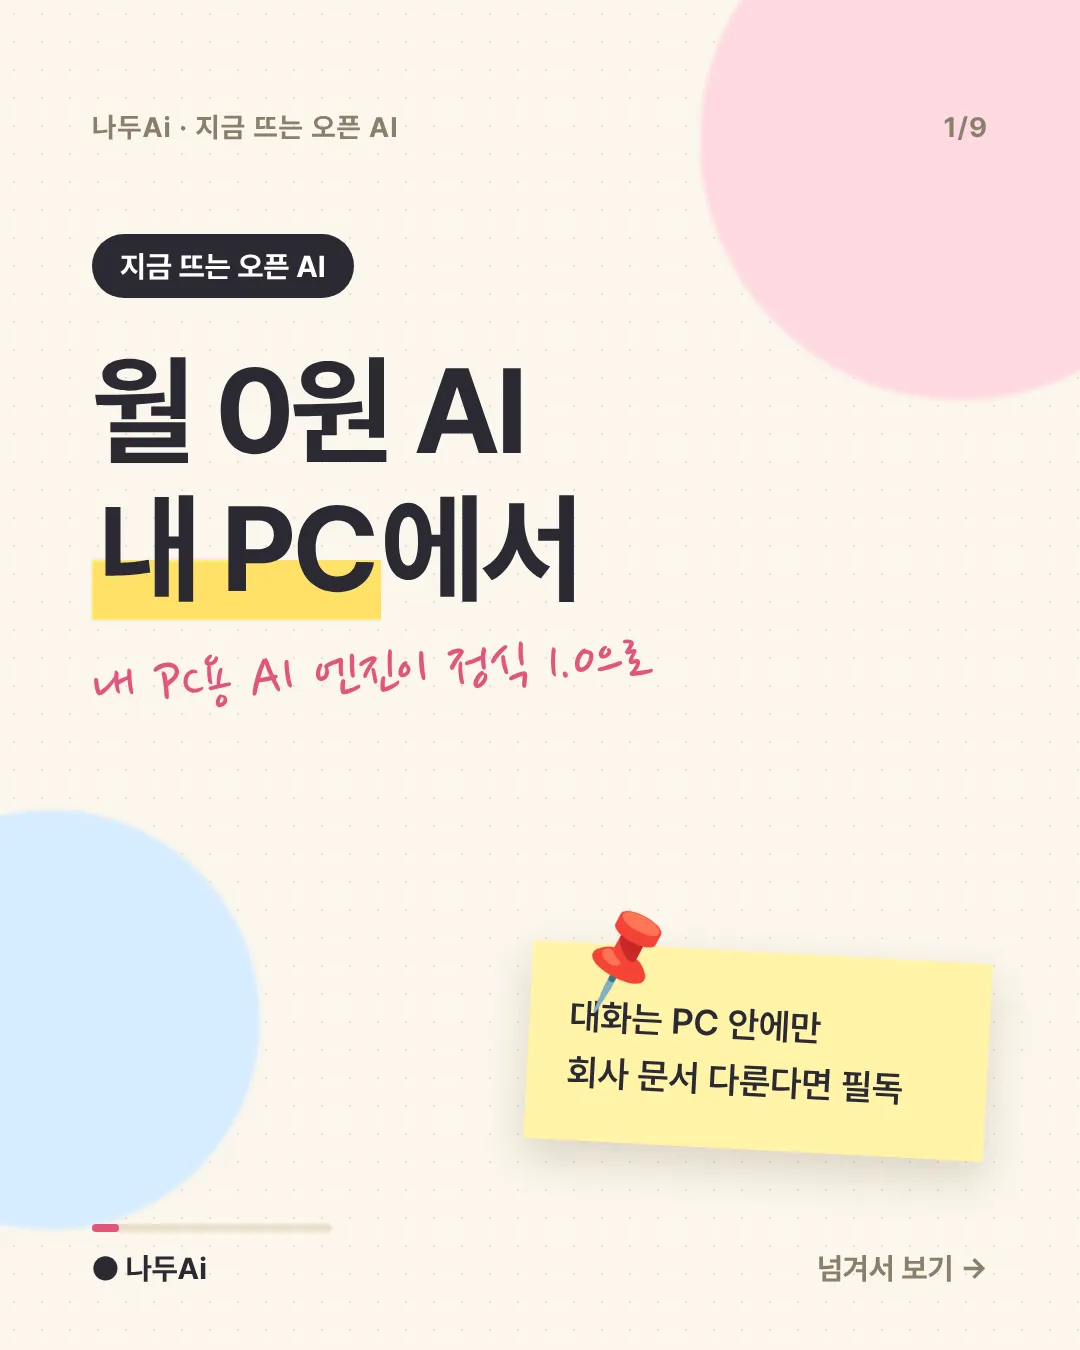 나두Ai · 지금 뜨는 오픈 AI
1/9
지금 뜨는 오픈 AI
월 0원 AI
내 PC에서
내 PC용 AI 엔진이 정식 1.0으로
대화는 PC 안에만
회사 문서 다룬다면 필독
나두Ai
넘겨서 보기 →